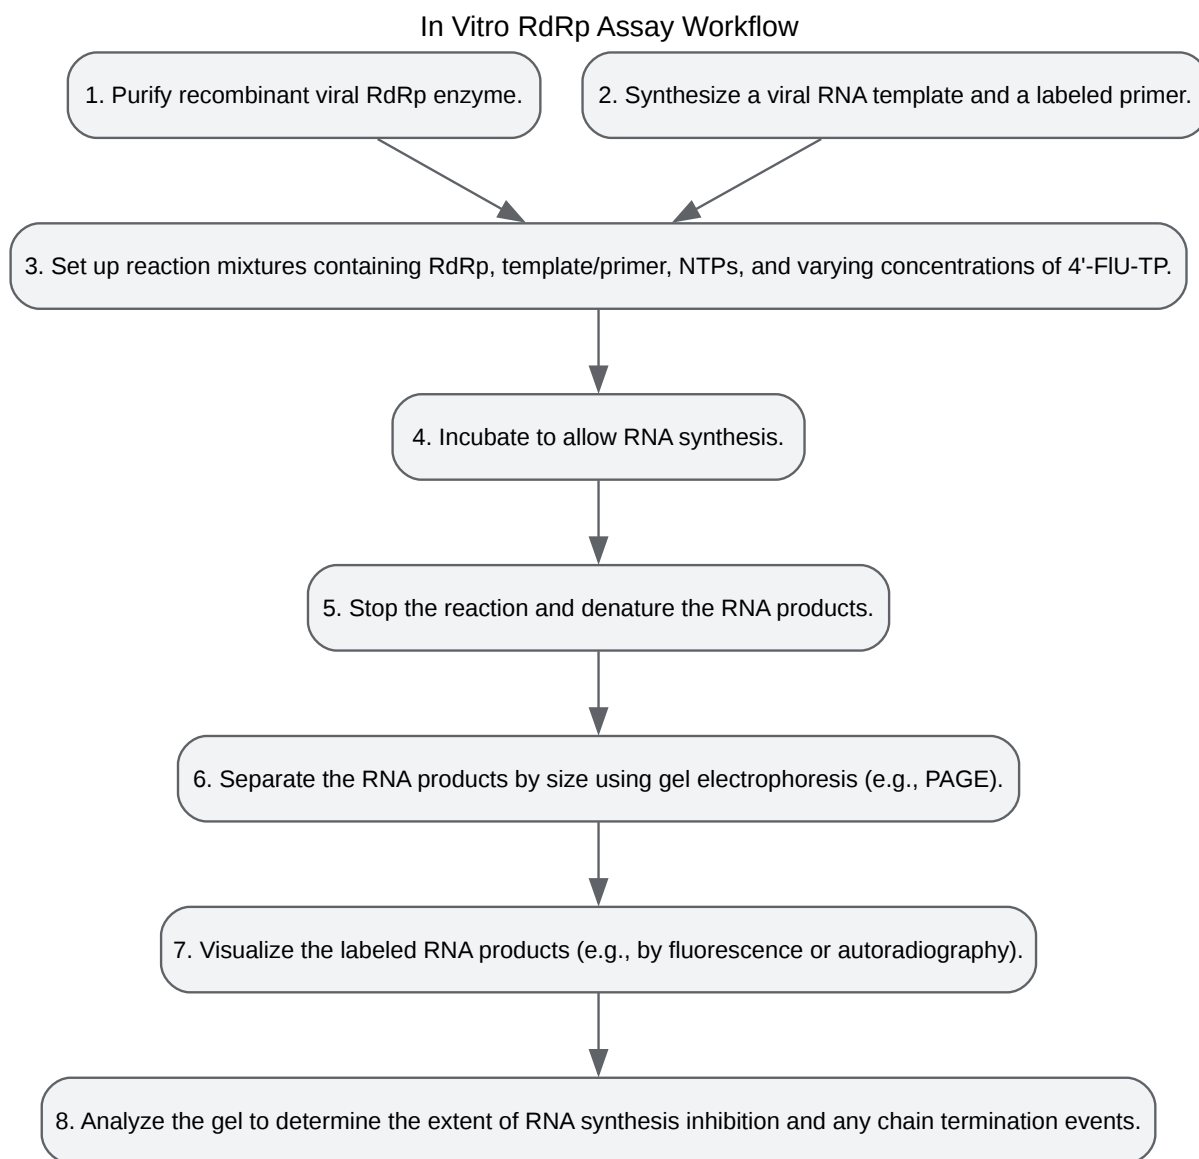 In Vitro RdRp Assay Workflow
1. Purify recombinant viral RdRp enzyme.
2. Synthesize a viral RNA template and a labeled primer.
3. Set up reaction mixtures containing RdRp, template/primer, NTPs, and varying concentrations of 4'-FlU-TP.
4. Incubate to allow RNA synthesis.
5. Stop the reaction and denature the RNA products.
6. Separate the RNA products by size using gel electrophoresis (e.g., PAGE).
7. Visualize the labeled RNA products (e.g., by fluorescence or autoradiography).
8. Analyze the gel to determine the extent of RNA synthesis inhibition and any chain termination events.